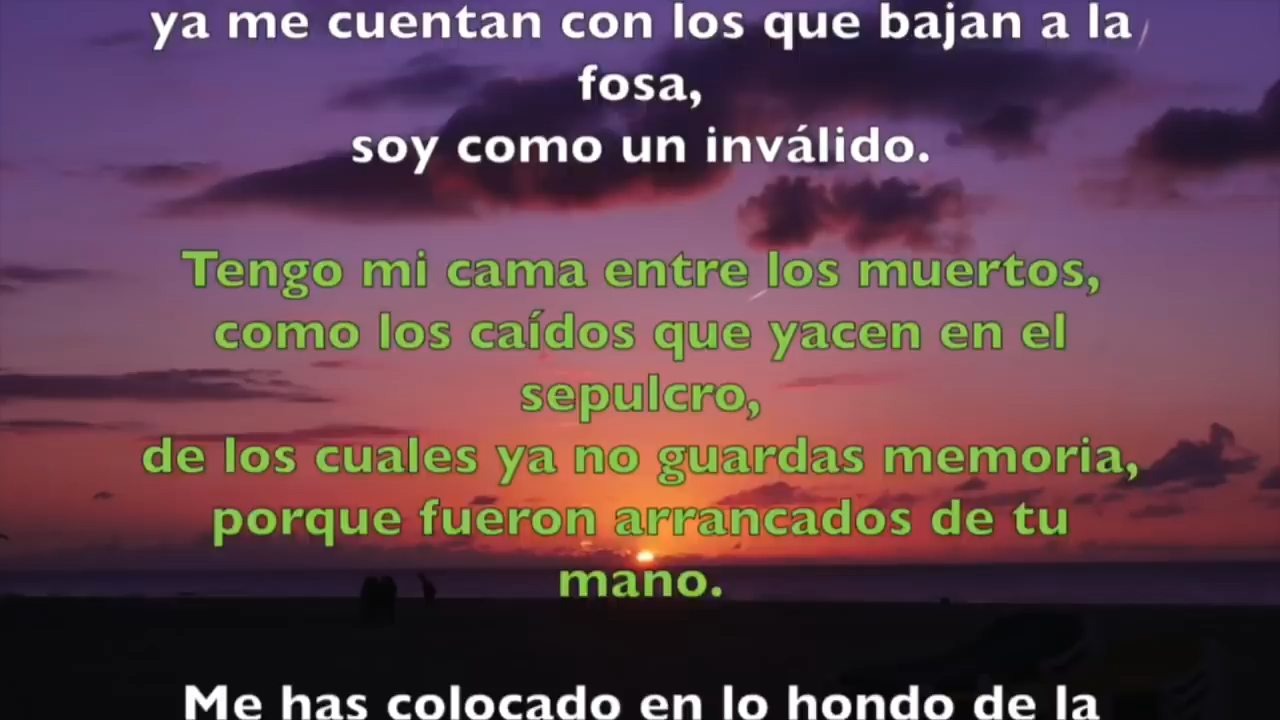 ya me cuentan con los que bajan a la
fosa,
soy como un inválido.
Tengo mi cama entre los muertos,
como los caídos que yacen en el
sepulcro,
de los cuales ya no guardas memoria,
porque fueron arrancados de tu
mano.
Me has colocado en lo hondo de la